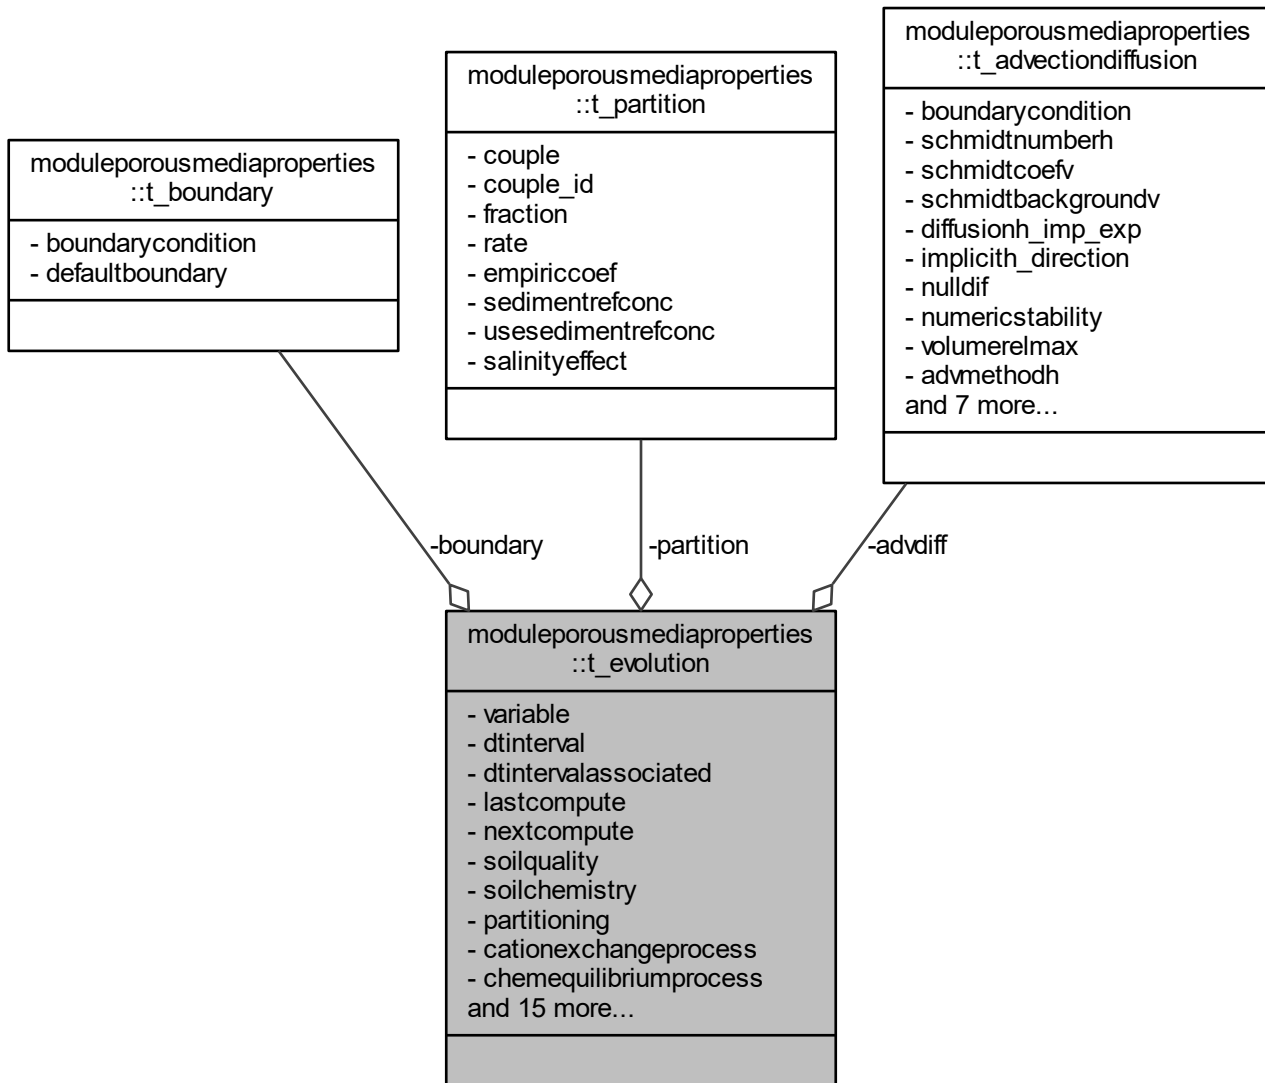 moduleporousmediaproperties
::t_advectiondiffusion
- boundarycondition
- schmidtnumberh
- schmidtcoefv
- schmidtbackgroundv
- diffusionh_imp_exp
- implicith_direction
- nulldif
- numericstability
- volumerelmax
- advmethodh
and 7 more...
moduleporousmediaproperties
::t_partition
- couple
- couple_id
- fraction
- rate
- empiriccoef
- sedimentrefconc
- usesedimentrefconc
- salinityeffect
moduleporousmediaproperties
::t_boundary
- boundarycondition
- defaultboundary
-boundary
-partition
-advdiff
moduleporousmediaproperties
::t_evolution
- variable
- dtinterval
- dtintervalassociated
- lastcompute
- nextcompute
- soilquality
- soilchemistry
- partitioning
- cationexchangeprocess
- chemequilibriumprocess
and 15 more...